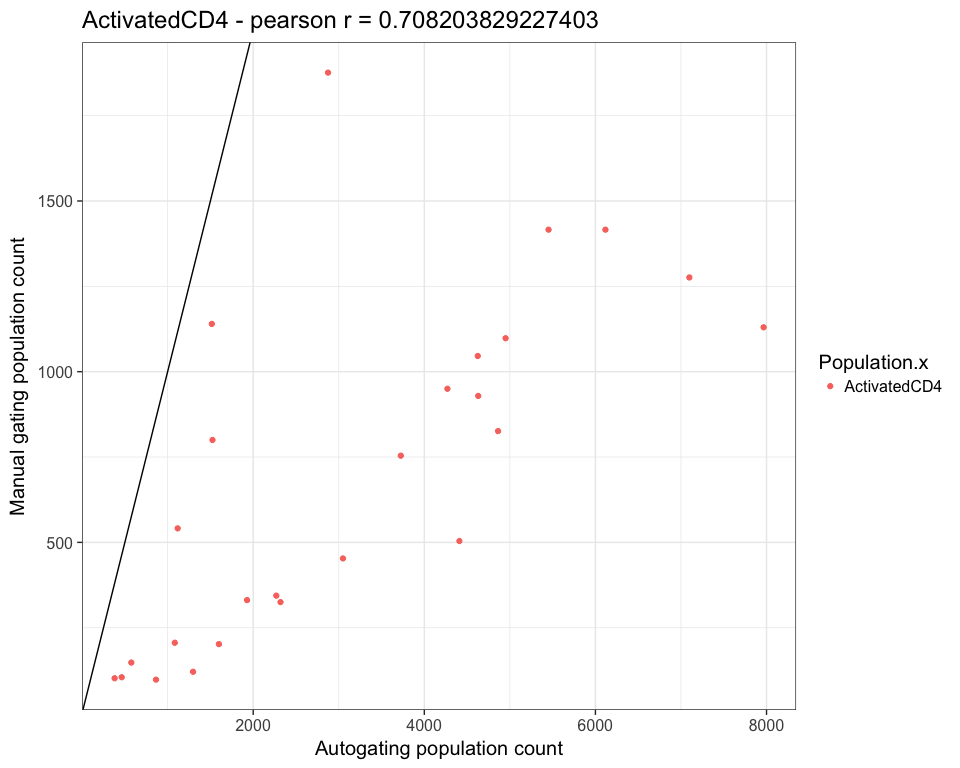 ActivatedCD4 - pearson r = 0.708203829227403
Manual gating population count
1500
1000
500
2000
4000
6000
8000
Autogating population count
Population.x
ActivatedCD4